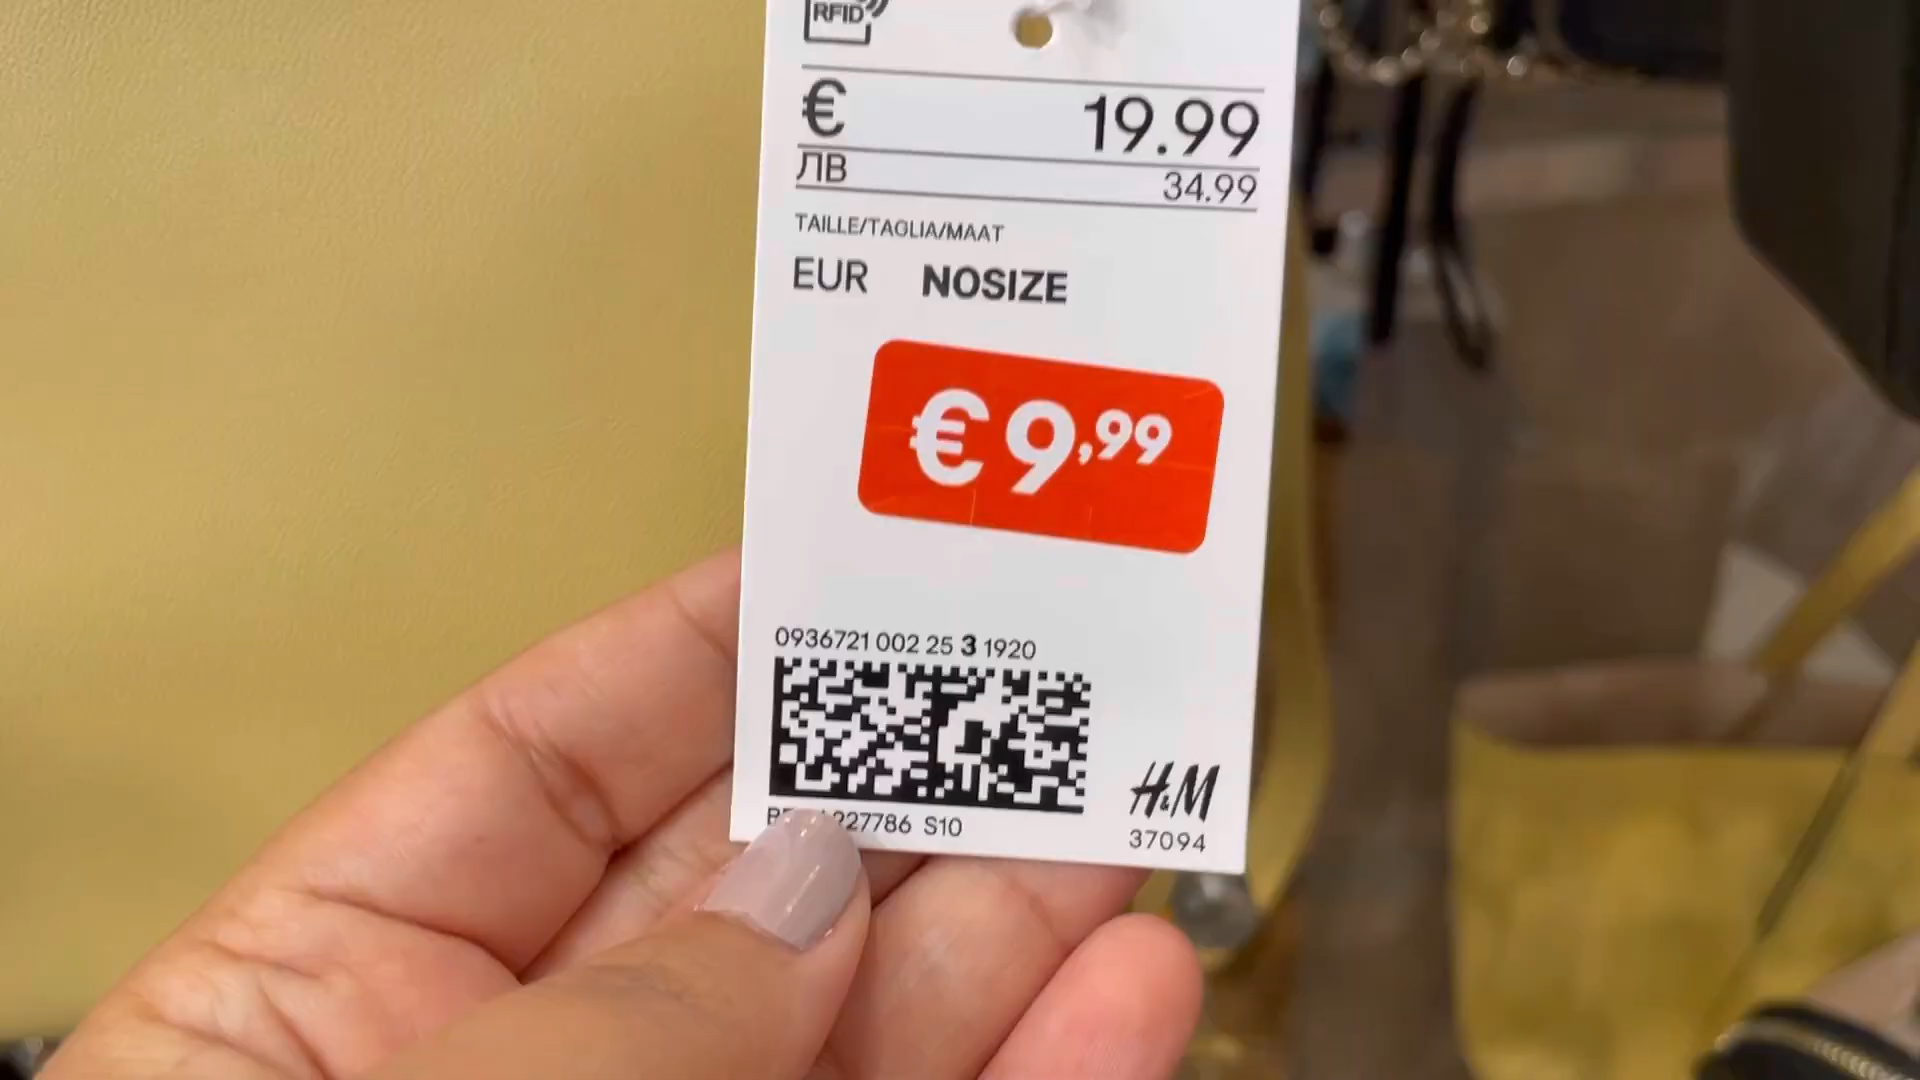 RFID
€ 19.99
ЛВ 34.99
TAILLE/TAGLIA/MAAT
EUR NOSIZE
€9,99
0936721 002 25 3 1920
S10
H&M
37094